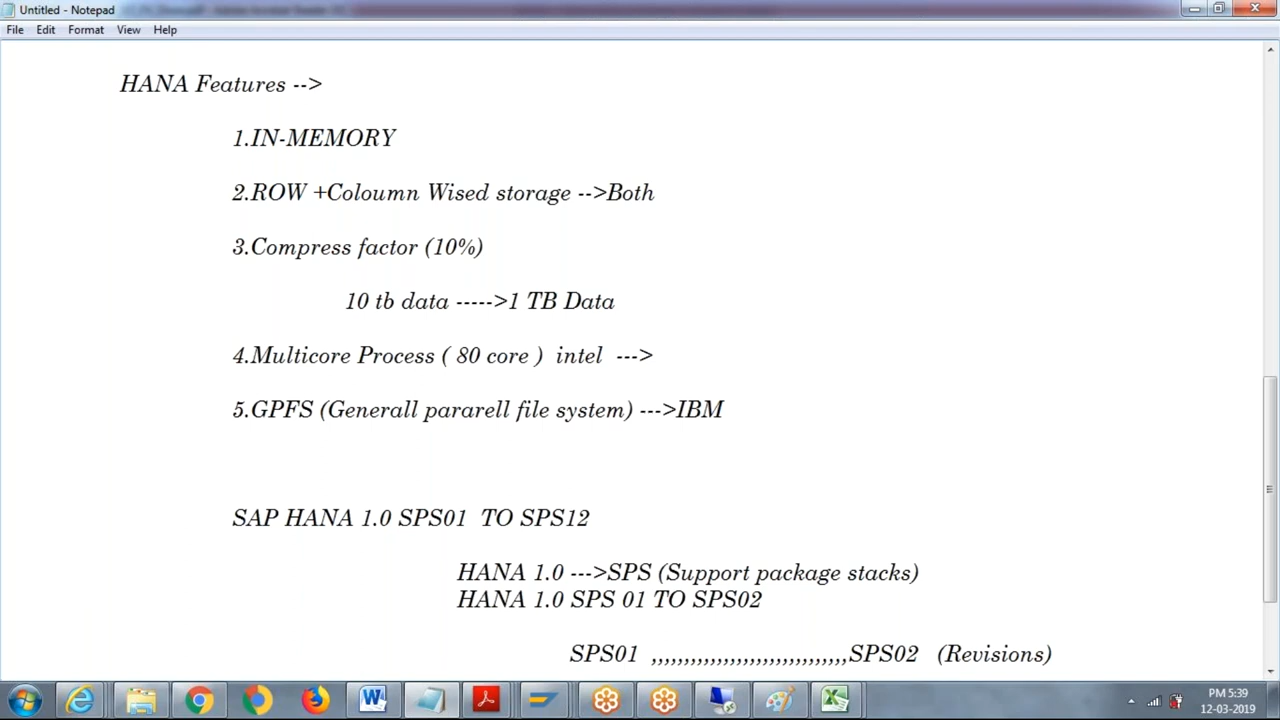 Untitled - Notepad
File Edit Format View Help
HANA Features -->
1.IN-MEMORY
2.ROW +Coloumn Wised storage -->Both
3.Compress factor (10%)
10 tb data ----->1 TB Data
4.Multicore Process ( 80 core )  intel  --->
5.GPFS (Generall pararell file system) --->IBM
SAP HANA 1.0 SPS01  TO SPS12
HANA 1.0 --->SPS (Support package stacks)
HANA 1.0 SPS 01 TO SPS02
SPS01  ,,,,,,,,,,,,,,,,,,,,,,,,,,,,,,SPS02   (Revisions)
PM 5:39
12-03-2019